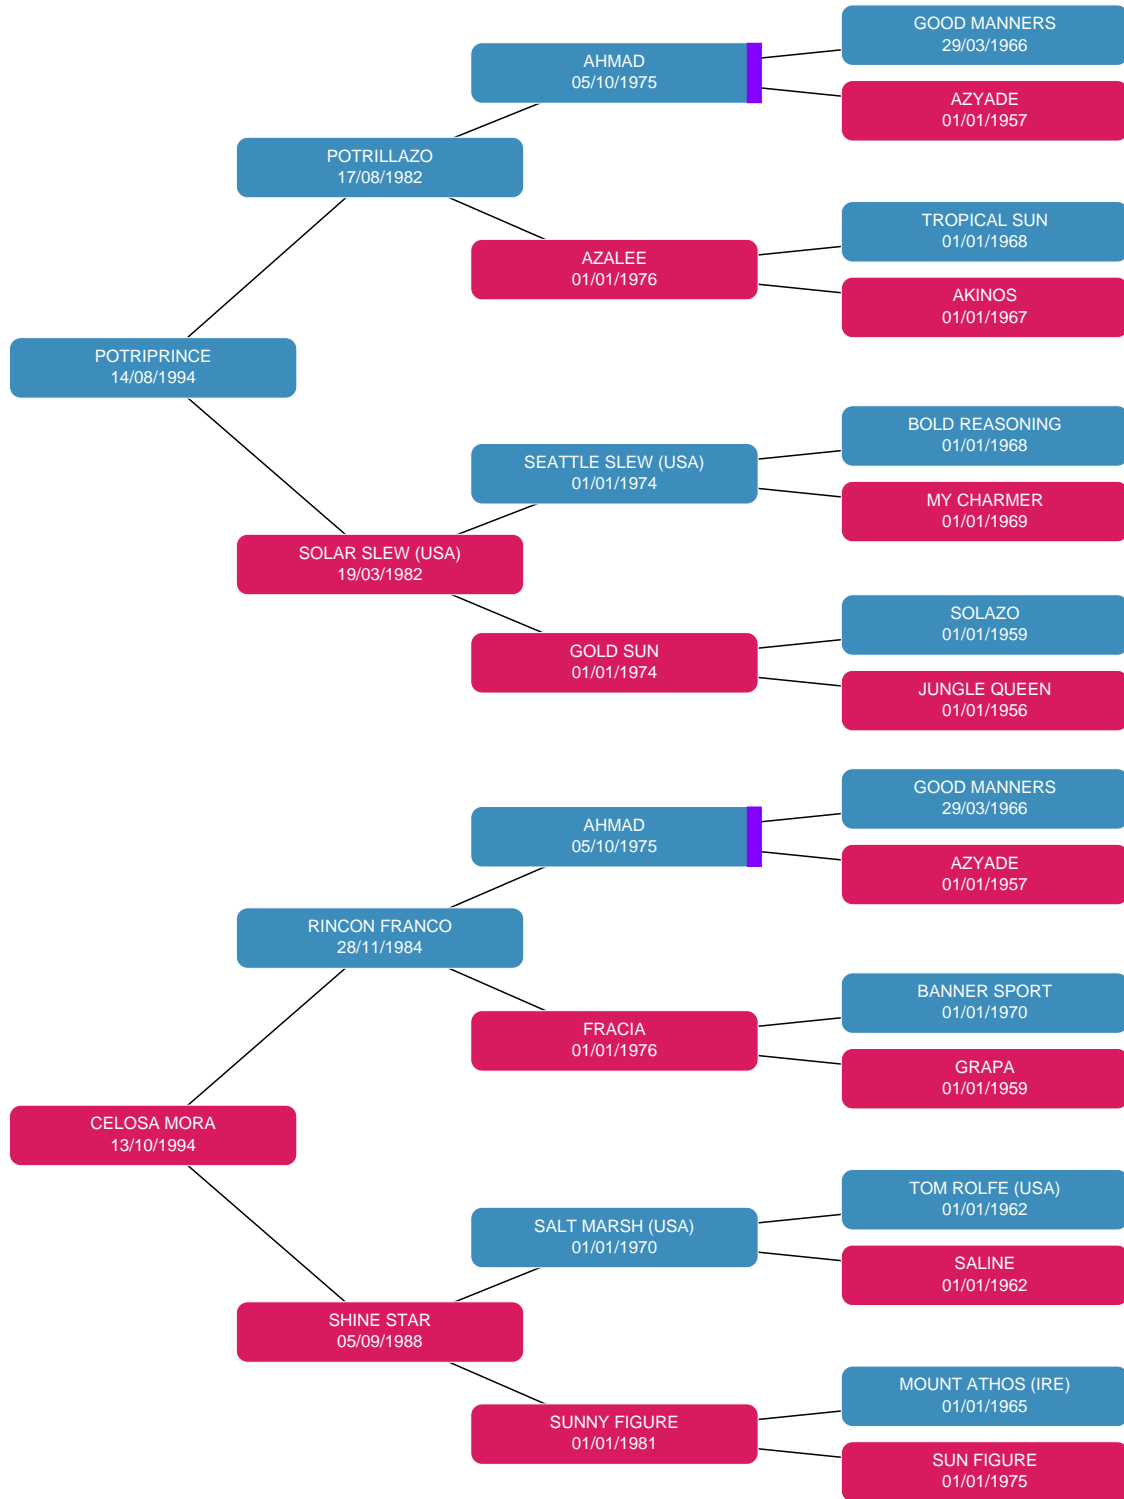 GOOD MANNERS
29/03/1966
AHMAD
05/10/1975
AZYADE
01/01/1957
POTRILLAZO
17/08/1982
TROPICAL SUN
01/01/1968
AZALEE
01/01/1976
AKINOS
01/01/1967
POTRIPRINCE
14/08/1994
BOLD REASONING
01/01/1968
SEATTLE SLEW (USA)
01/01/1974
MY CHARMER
01/01/1969
SOLAR SLEW (USA)
19/03/1982
SOLAZO
01/01/1959
GOLD SUN
01/01/1974
JUNGLE QUEEN
01/01/1956
GOOD MANNERS
29/03/1966
AHMAD
05/10/1975
AZYADE
01/01/1957
RINCON FRANCO
28/11/1984
BANNER SPORT
01/01/1970
FRACIA
01/01/1976
GRAPA
01/01/1959
CELOSA MORA
13/10/1994
TOM ROLFE (USA)
01/01/1962
SALT MARSH (USA)
01/01/1970
SALINE
01/01/1962
SHINE STAR
05/09/1988
MOUNT ATHOS (IRE)
01/01/1965
SUNNY FIGURE
01/01/1981
SUN FIGURE
01/01/1975